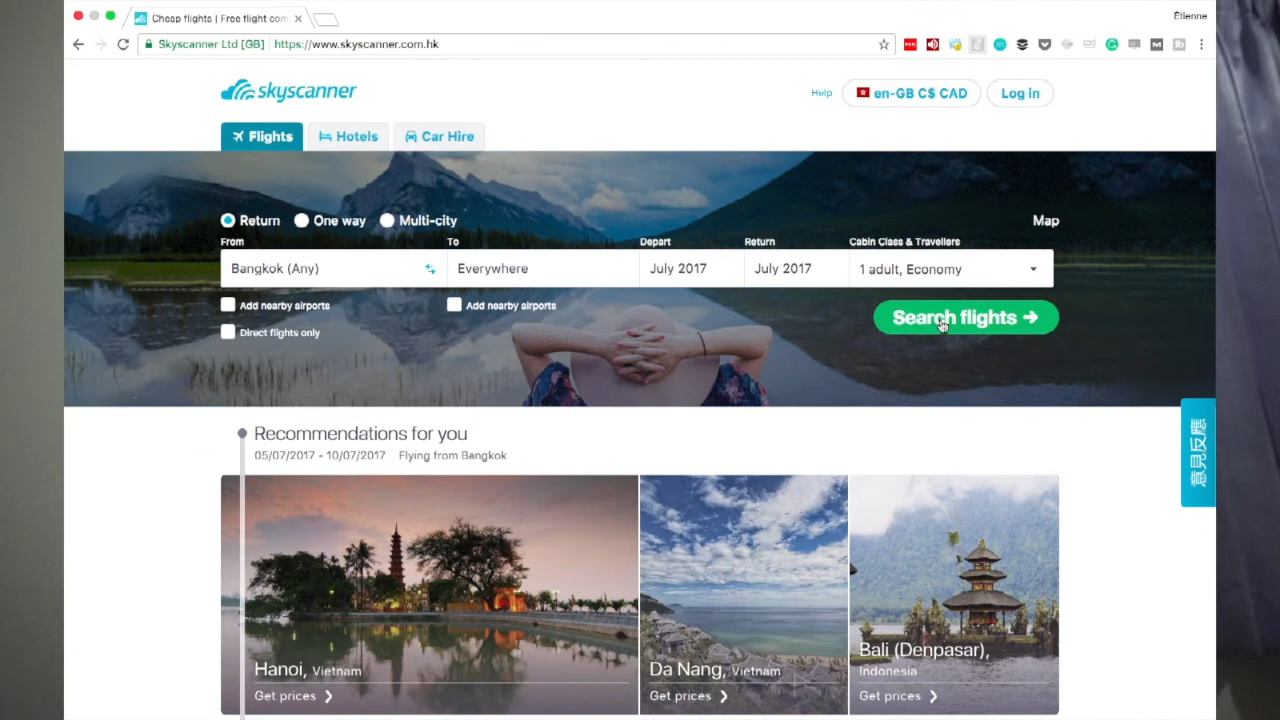 Cheap flights | Free flight com
Étienne
Skyscanner Ltd [GB] https://www.skyscanner.com.hk
skyscanner
Help
en-GB C$ CAD
Log in
Flights
Hotels
Car Hire
Return
One way
Multi-city
Map
From
To
Depart
Return
Cabin Class & Travellers
Bangkok (Any)
Everywhere
July 2017
July 2017
1 adult, Economy
Add nearby airports
Add nearby airports
Direct flights only
Search flights
意見反應
Recommendations for you
05/07/2017 - 10/07/2017 Flying from Bangkok
Hanoi, Vietnam
Get prices
Da Nang, Vietnam
Get prices
Bali (Denpasar),
Indonesia
Get prices